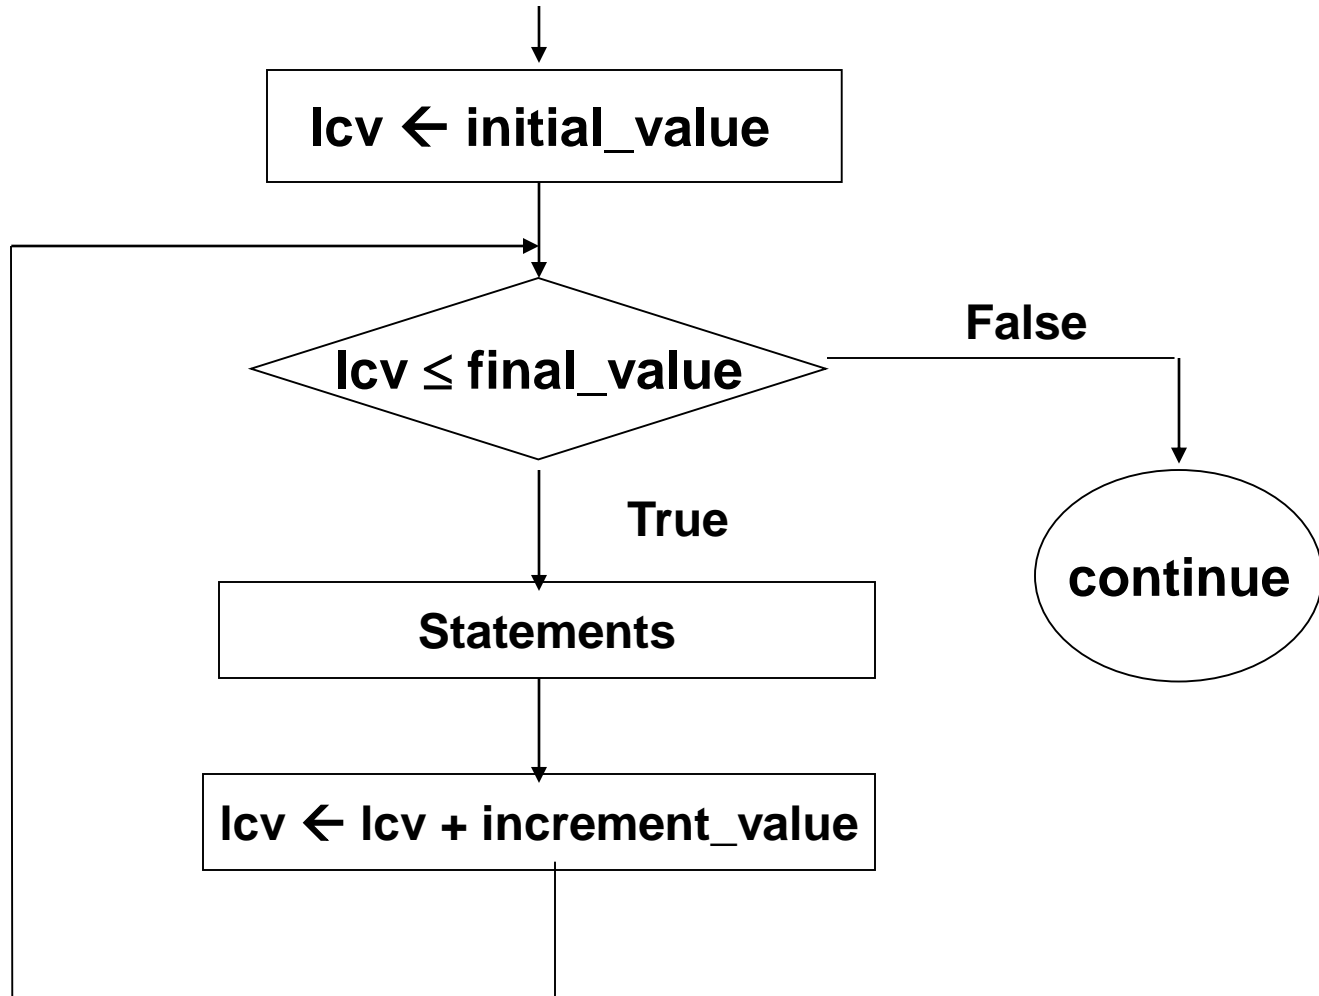 lcv ← initial_value
lcv ≤ final_value
False
True
Statements
continue
lcv ← lcv + increment_value